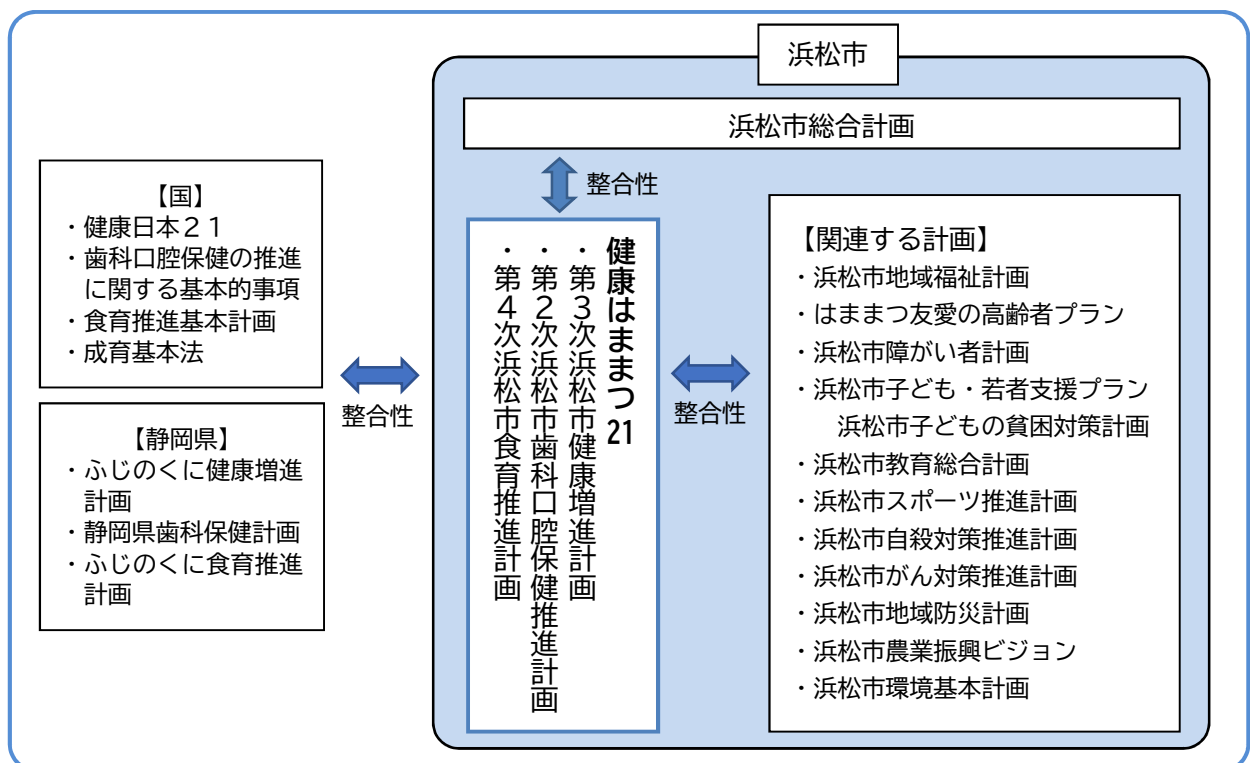 浜松市
浜松市総合計画
整合性
【国】
・健康日本２１
・歯科口腔保健の推進
に関する基本的事項
・食育推進基本計画
・成育基本法
【静岡県】
・ふじのくに健康増進
計画
・静岡県歯科保健計画
・ふじのくに食育推進
計画
整合性
健康はままつ21
・第３次浜松市健康増進計画
・第２次浜松市歯科口腔保健推進計画
・第４次浜松市食育推進計画
整合性
【関連する計画】
・浜松市地域福祉計画
・はままつ友愛の高齢者プラン
・浜松市障がい者計画
・浜松市子ども・若者支援プラン
浜松市子どもの貧困対策計画
・浜松市教育総合計画
・浜松市スポーツ推進計画
・浜松市自殺対策推進計画
・浜松市がん対策推進計画
・浜松市地域防災計画
・浜松市農業振興ビジョン
・浜松市環境基本計画